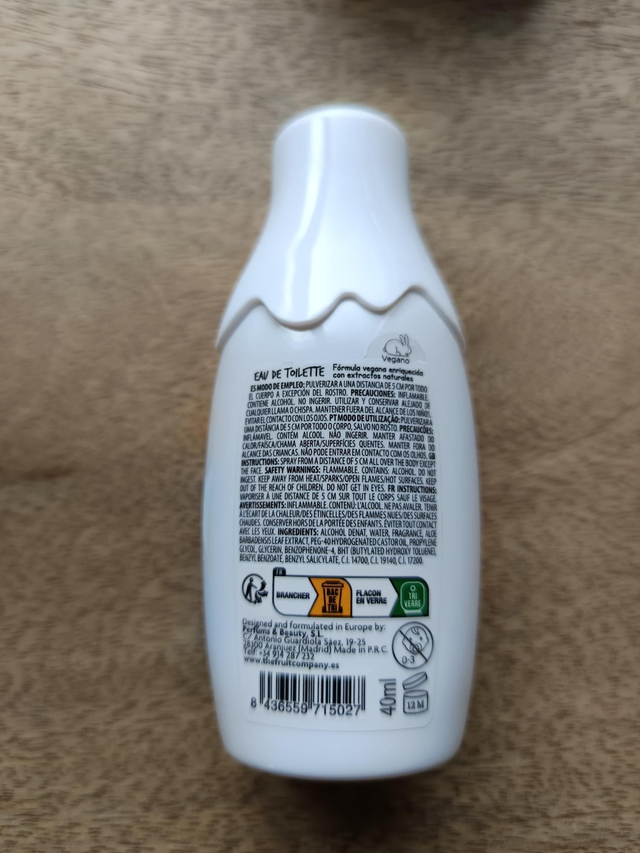 Vegano
EAU DE TOILETTE
Fórmula vegana enriquecida
con extractos naturales
ES MODO DE EMPLEO: PULVERIZAR A UNA DISTANCIA DE 5 CM POR TODO
EL CUERPO A EXCEPCIÓN DEL ROSTRO. PRECAUCIONES: INFLAMABLE.
CONTIENE ALCOHOL NO INGERIR. UTILIZAR Y CONSERVAR ALEJADO DE
CUALQUIER LLAMA O CHISPA. MANTENER FUERA DEL ALCANCE DE LOS NIÑOS.
EVITAR EL CONTACTO CON LOS OJOS. PT MODO DE UTILIZAÇÃO: PULVERIZAR A
UMA DISTÂNCIA DE 5 CM POR TODO O CORPO, SALVO NO ROSTO. PRECAUÇÕES:
INFLAMÁVEL. CONTÉM ALCOOL. NÃO INGERIR. MANTER AFASTADO DO
CALOR/FAÍSCA/CHAMA ABERTA/SUPERFÍCIES QUENTES. MANTER FORA DO
ALCANCE DAS CRIANÇAS. NÃO PODE ENTRAR EM CONTACTO COM OS OLHOS. GB
INSTRUCTIONS: SPRAY FROM A DISTANCE OF 5 CM ALL OVER THE BODY EXCEPT
THE FACE. SAFETY WARNINGS: FLAMMABLE. CONTAINS: ALCOHOL. DO NOT
INGEST. KEEP AWAY FROM HEAT/SPARKS/OPEN FLAMES/HOT SURFACES. KEEP
OUT OF THE REACH OF CHILDREN. DO NOT GET IN EYES. FR INSTRUCTIONS:
VAPORISER À UNE DISTANCE DE 5 CM SUR TOUT LE CORPS SAUF LE VISAGE.
AVERTISSEMENTS: INFLAMMABLE. CONTENU: L'ALCOOL. NE PAS AVALER. TENIR
À L'ÉCART DE LA CHALEUR/DES ÉTINCELLES/DES FLAMMES NUES/DES SURFACES
CHAUDES. CONSERVER HORS DE LA PORTÉE DES ENFANTS. ÉVITER TOUT CONTACT
AVEC LES YEUX. INGREDIENTS: ALCOHOL DENAT, WATER, FRAGRANCE, ALOE
BARBADENSIS LEAF EXTRACT, PEG-40 HYDROGENATED CASTOR OIL, PROPYLENE
GLYCOL, GLYCERIN, BENZOPHENONE-4, BHT (BUTYLATED HYDROXY TOLUENE),
BENZYL BENZOATE, BENZYL SALICYLATE, C.I. 14700, C.I. 19140, C.I. 17200.
FR
BRANCHER
BAC
DE
TRI
FLACON
EN VERRE
TRI
VERRE
Designed and formulated in Europe by:
Perfums & Beauty, S.L.
C/ Antonio Guardiola Sáez, 19-25
28300 Aranjuez (Madrid) Made in P.R.C.
Telf +34 914 287 232
www.thefruitcompany.es
0-3
8 436559 715027
40ml
12 M